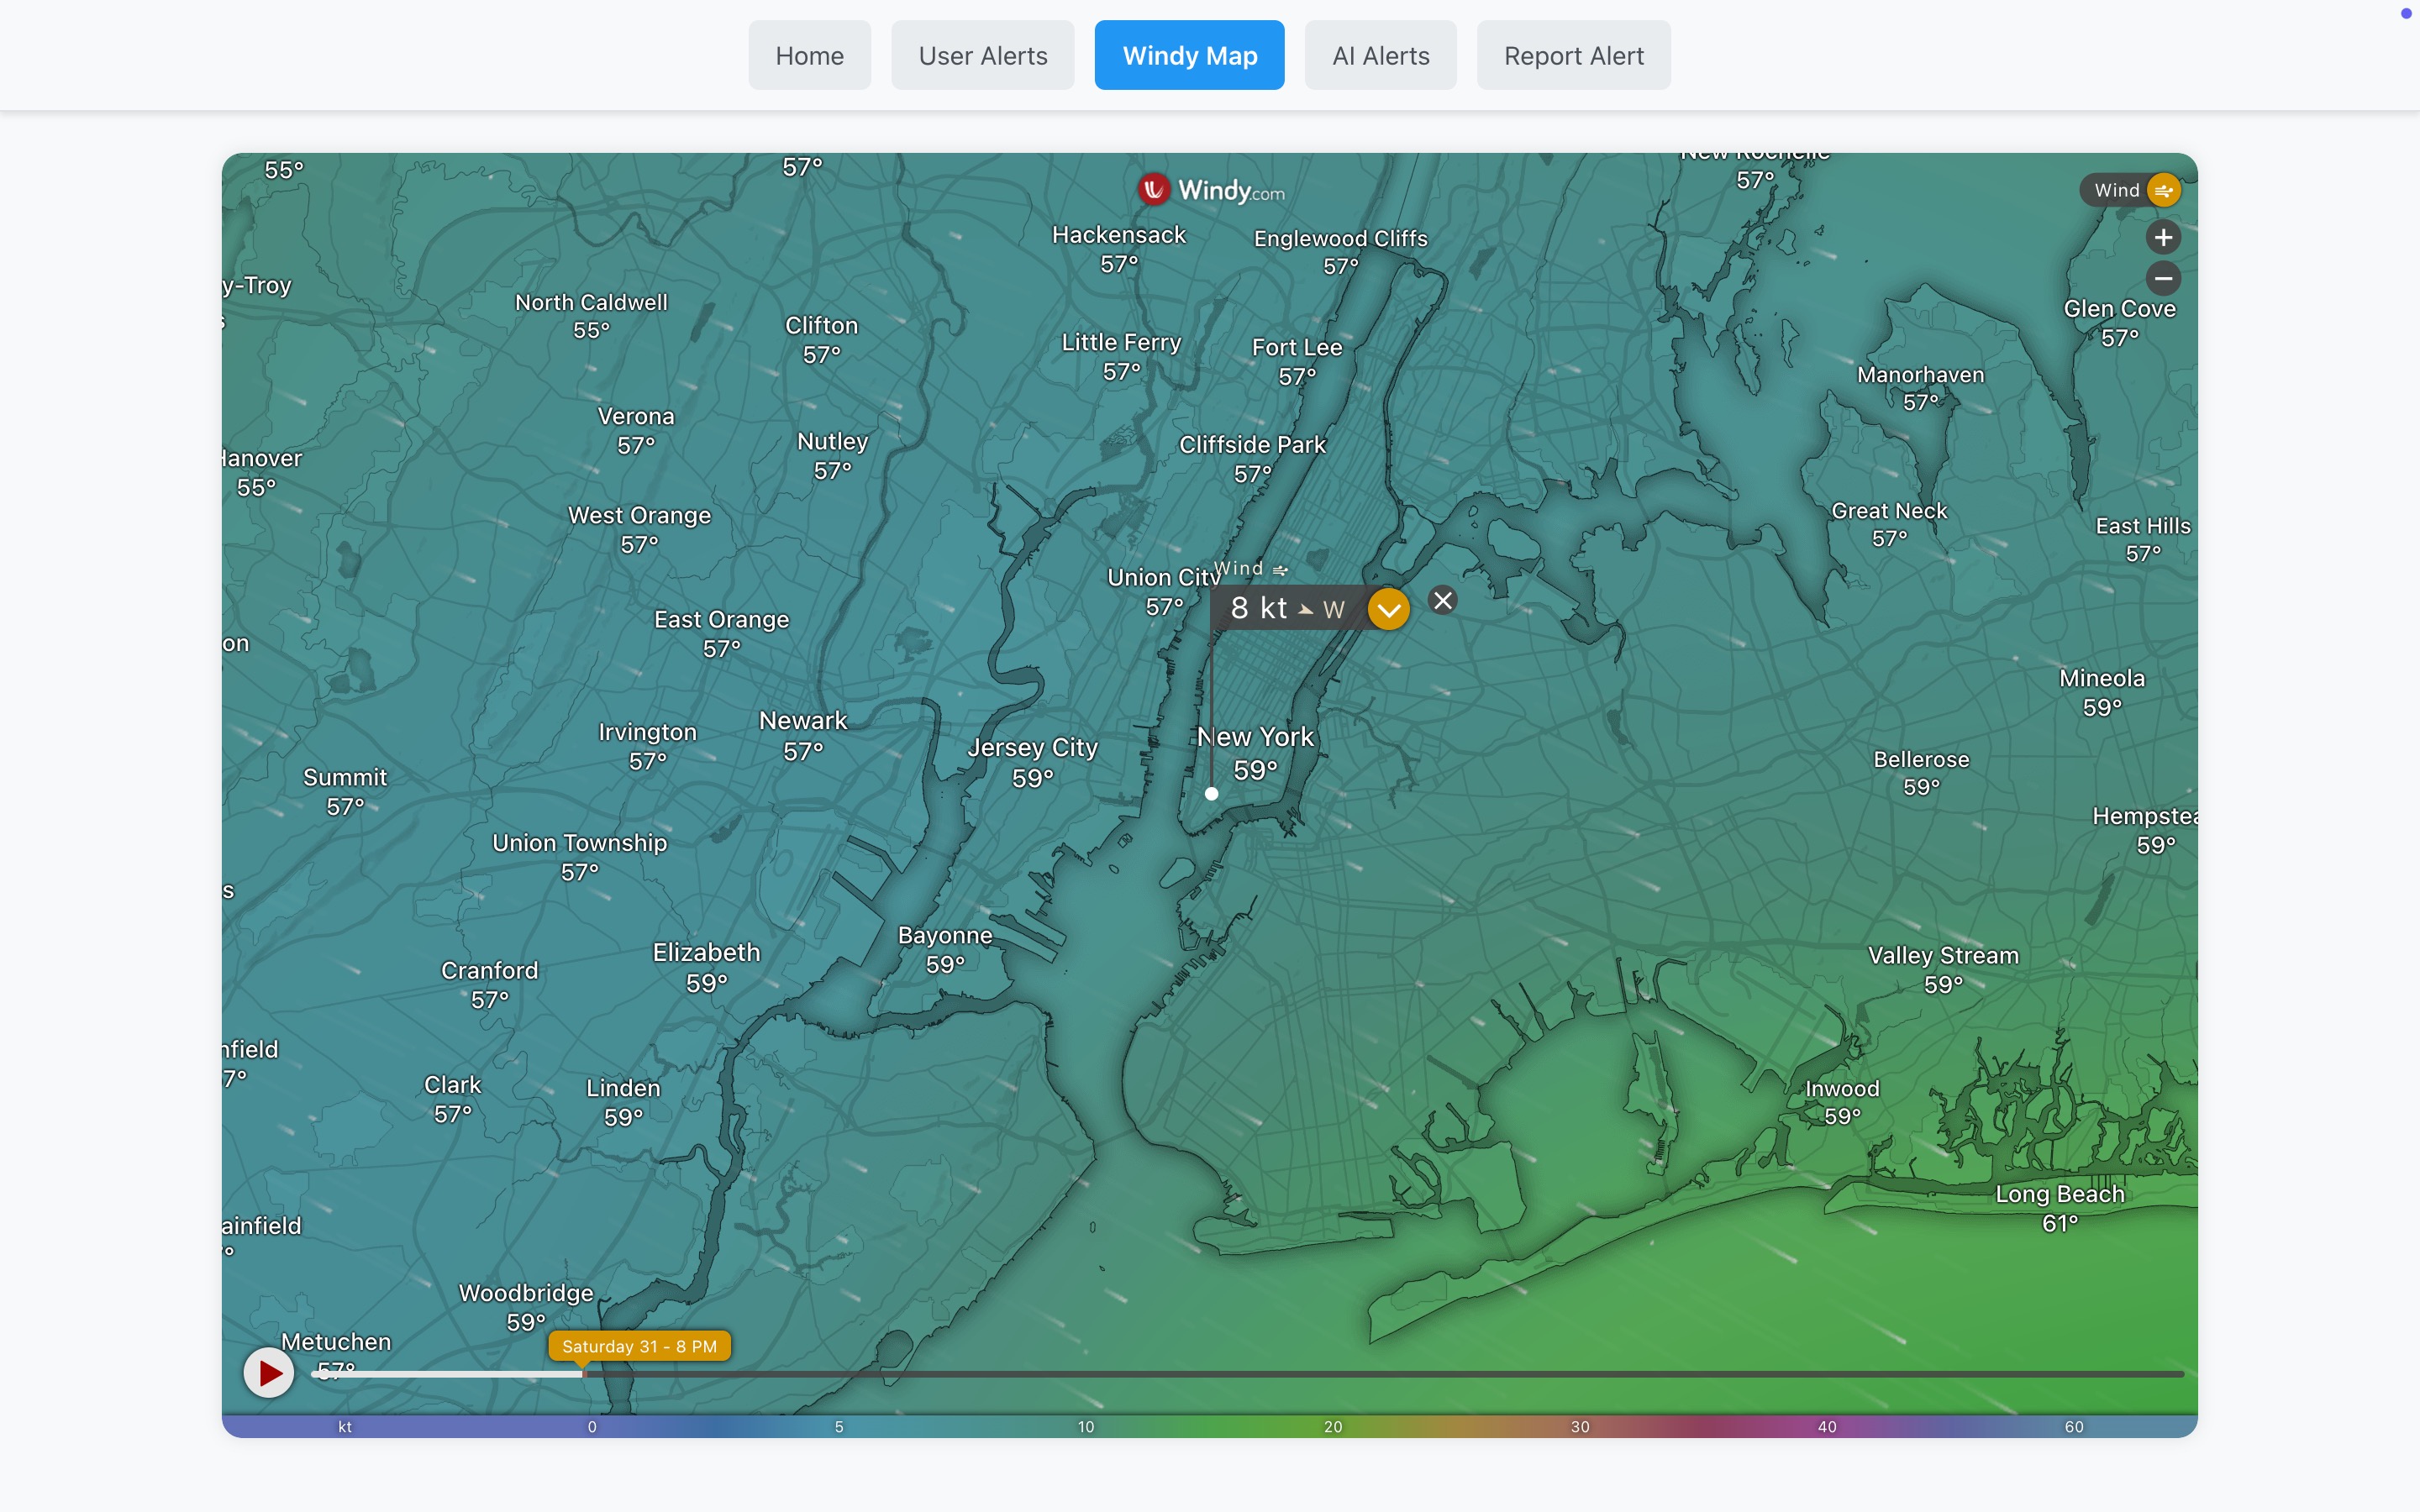 Home
User Alerts
Windy Map
AI Alerts
Report Alert
55°
57°
Windy.com
New Rochelle
57°
Wind
Hackensack
57°
Englewood Cliffs
57°
y-Troy
North Caldwell
55°
Clifton
57°
Little Ferry
57°
Fort Lee
57°
Glen Cove
57°
Manorhaven
57°
Verona
57°
Nutley
57°
Cliffside Park
57°
Hanover
55°
West Orange
57°
Great Neck
57°
East Hills
57°
Union City
57°
Wind
8 kt W
East Orange
57°
on
Mineola
59°
Irvington
57°
Newark
57°
Jersey City
59°
New York
59°
Bellerose
59°
Summit
57°
Hempstea
59°
Union Township
57°
s
Bayonne
59°
Elizabeth
59°
Cranford
57°
Valley Stream
59°
nfield
7°
Clark
57°
Linden
59°
Inwood
59°
Long Beach
61°
ainfield
°
Woodbridge
59°
Metuchen
57°
Saturday 31 - 8 PM
kt 0 5 10 20 30 40 60